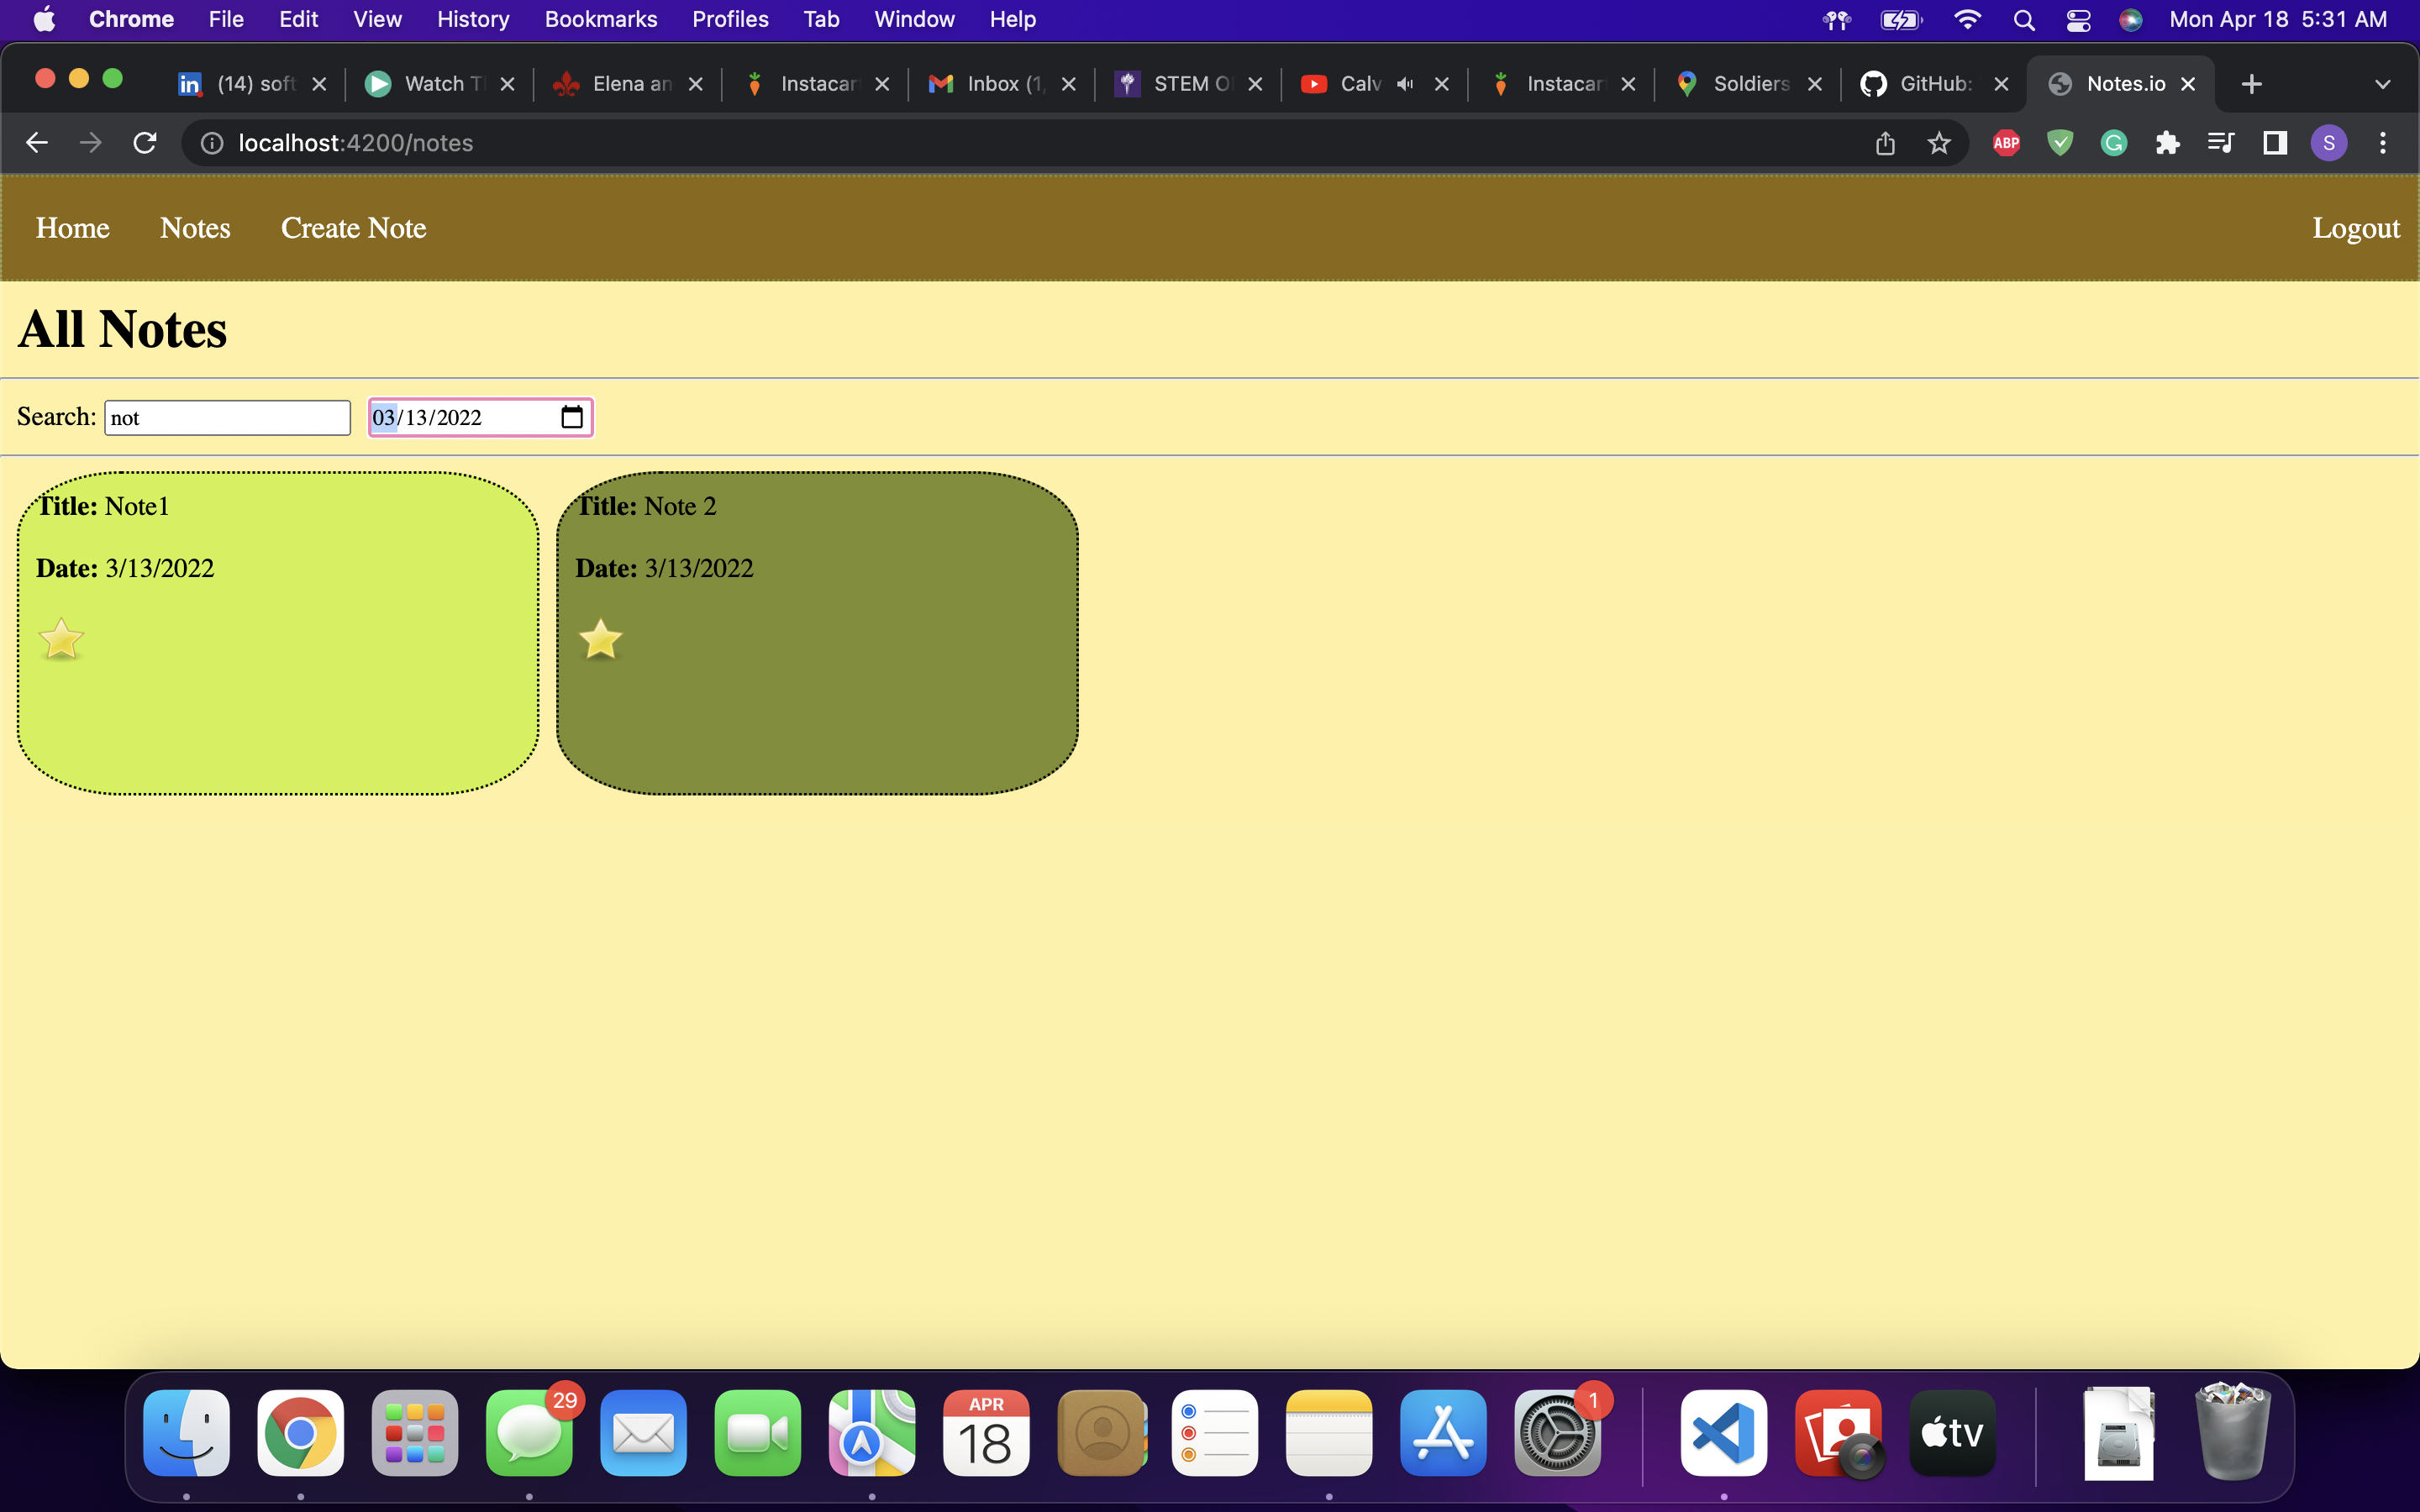 Chrome File Edit View History Bookmarks Profiles Tab Window Help Mon Apr 18 5:31 AM
in (14) soft Watch Elena an Instacar Inbox (1, STEM O Calv Instacar Soldiers GitHub: Notes.io
localhost:4200/notes ABP G S
Home Notes Create Note Logout
All Notes
Search: not 03/13/2022
Title: Note1 Title: Note 2
Date: 3/13/2022 Date: 3/13/2022
29 APR 18 1 tv